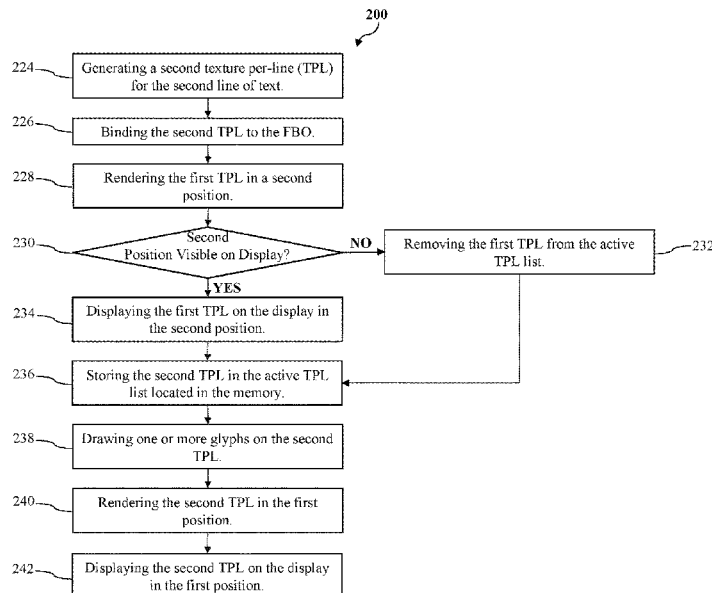 200
224
Generating a second texture per-line (TPL)
for the second line of text.
226
Binding the second TPL to the FBO.
228
Rendering the first TPL in a second
position.
230
Second
Position Visible on Display?
NO
Removing the first TPL from the active
TPL list.
232
YES
234
Displaying the first TPL on the display in
the second position.
236
Storing the second TPL in the active TPL
list located in the memory.
238
Drawing one or more glyphs on the second
TPL.
240
Rendering the second TPL in the first
position.
242
Displaying the second TPL on the display
in the first position.